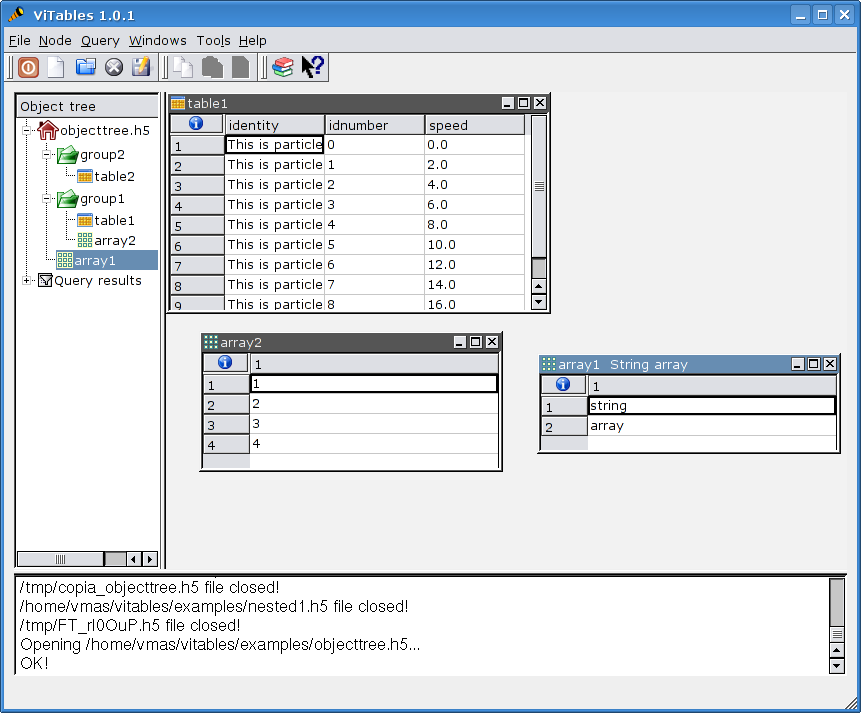 ViTables 1.0.1
File Node Query Windows Tools Help
Object tree
objecttree.h5
group2
table2
group1
table1
array2
array1
Query results
table1
identity idnumber speed
1 This is particle 0 0.0
2 This is particle 1 2.0
3 This is particle 2 4.0
4 This is particle 3 6.0
5 This is particle 4 8.0
6 This is particle 5 10.0
7 This is particle 6 12.0
8 This is particle 7 14.0
9 This is particle 8 16.0
array2
1
1 1
2 2
3 3
4 4
array1 String array
1
1 string
2 array
/tmp/copia_objecttree.h5 file closed!
/home/vmas/vitables/examples/nested1.h5 file closed!
/tmp/FT_rI0OuP.h5 file closed!
Opening /home/vmas/vitables/examples/objecttree.h5...
OK!